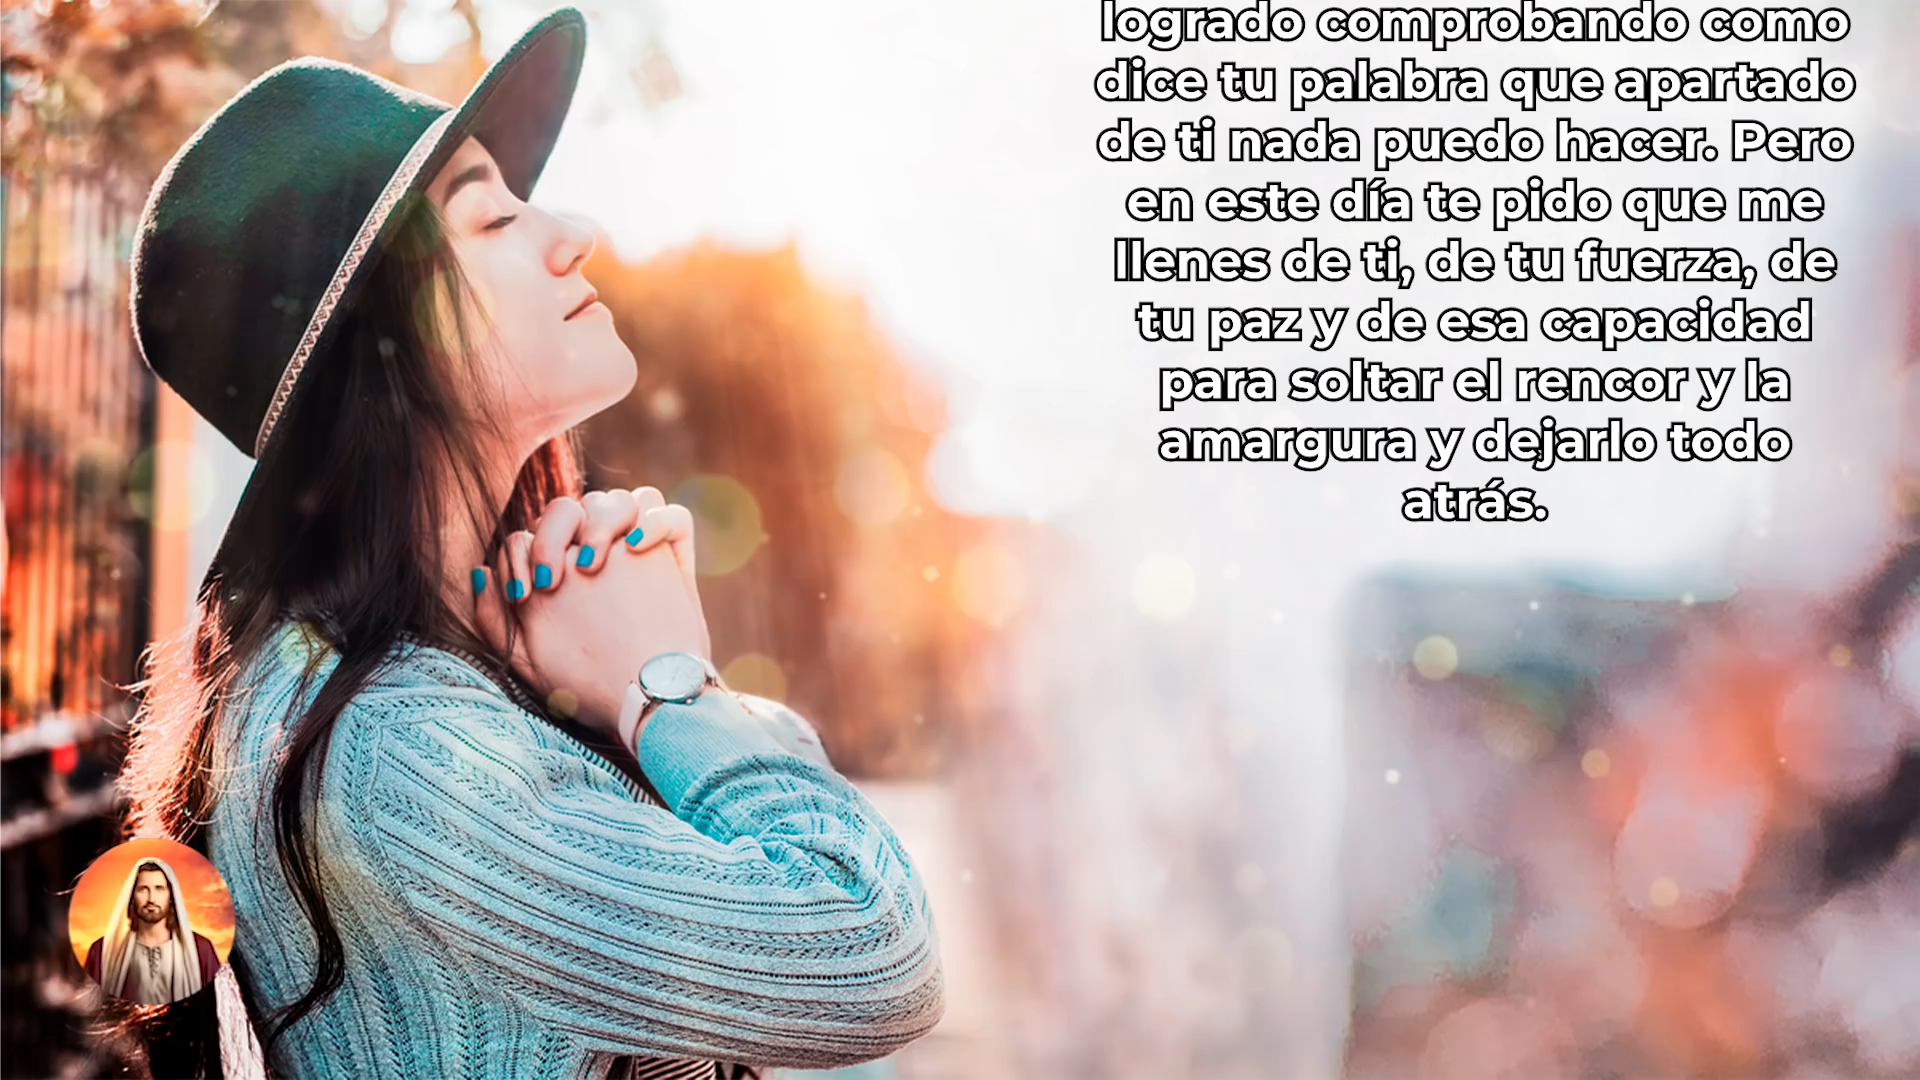 logrado comprobando como
dice tu palabra que apartado
de ti nada puedo hacer. Pero
en este día te pido que me
llenes de ti, de tu fuerza, de
tu paz y de esa capacidad
para soltar el rencor y la
amargura y dejarlo todo
atrás.